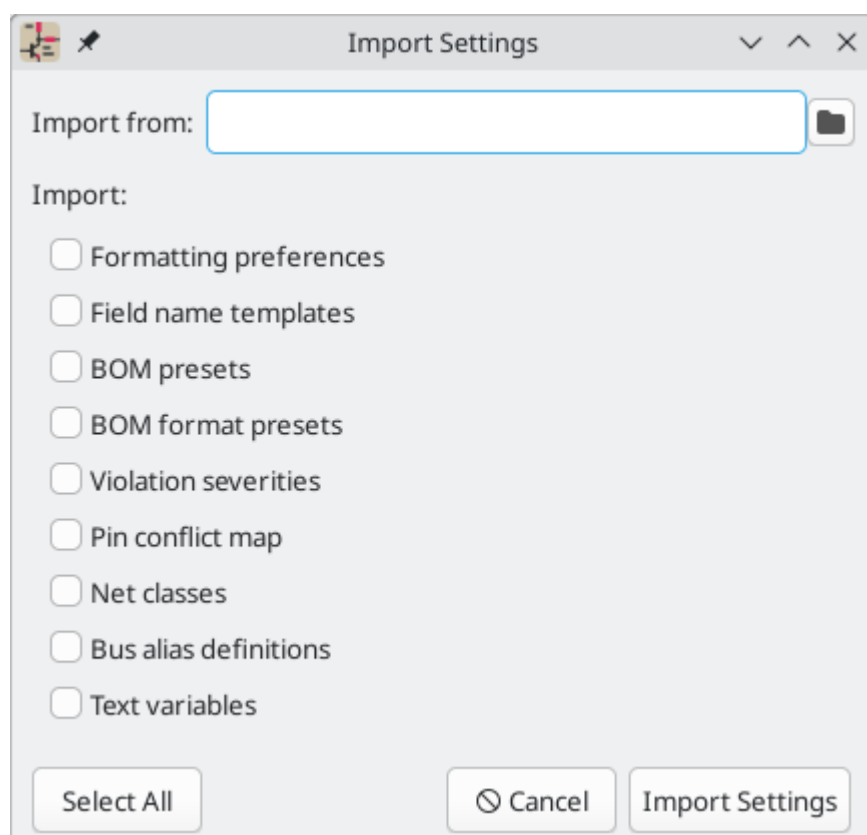 Import Settings
Import from:
Import:
Formatting preferences
Field name templates
BOM presets
BOM format presets
Violation severities
Pin conflict map
Net classes
Bus alias definitions
Text variables
Select All Cancel Import Settings